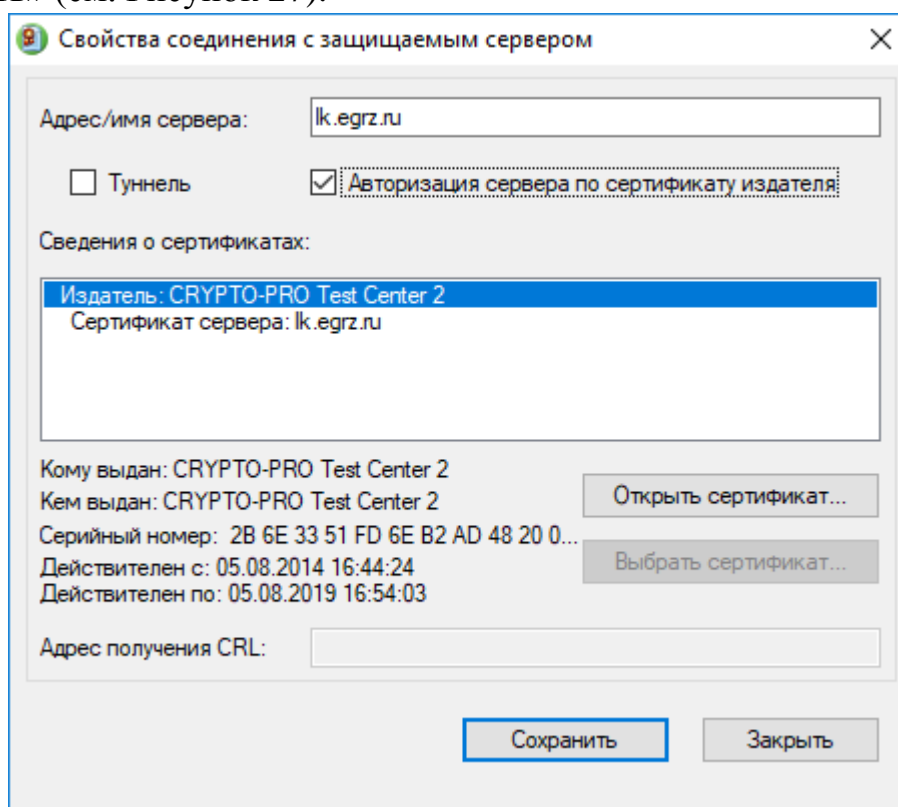 (см. Рисунок 27).
Свойства соединения с защищаемым сервером
Адрес/имя сервера: lk.egrz.ru
Туннель Авторизация сервера по сертификату издателя
Сведения о сертификатах:
Издатель: CRYPTO-PRO Test Center 2
Сертификат сервера: lk.egrz.ru
Кому выдан: CRYPTO-PRO Test Center 2
Кем выдан: CRYPTO-PRO Test Center 2
Открыть сертификат...
Серийный номер: 2B 6E 33 51 FD 6E B2 AD 48 20 0...
Выбрать сертификат...
Действителен с: 05.08.2014 16:44:24
Действителен по: 05.08.2019 16:54:03
Адрес получения CRL:
Сохранить Закрыть